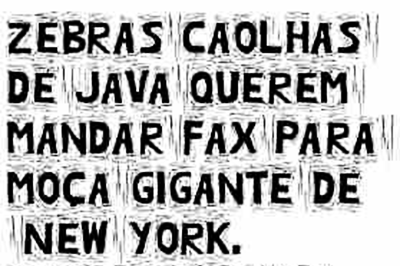 ZEBRAS CAOLHAS
DE JAVA QUEREM
MANDAR FAX PARA
MOÇA GIGANTE DE
NEW YORK.